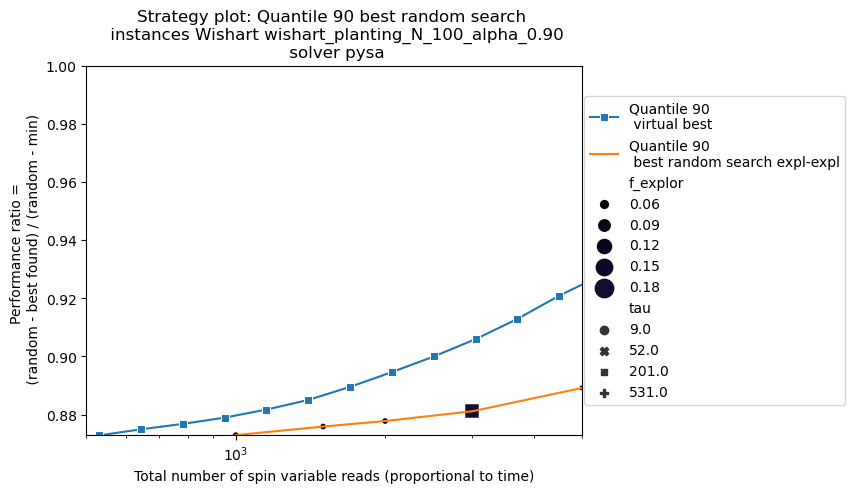 Strategy plot: Quantile 90 best random search
instances Wishart wishart_planting_N_100_alpha_0.90
solver pysa
1.00
0.98
0.96
0.94
0.92
0.90
0.88
Performance ratio =
(random - best found) / (random - min)
10^3
Total number of spin variable reads (proportional to time)
Quantile 90
virtual best
Quantile 90
best random search expl-expl
f_explor
0.06
0.09
0.12
0.15
0.18
tau
9.0
52.0
201.0
531.0